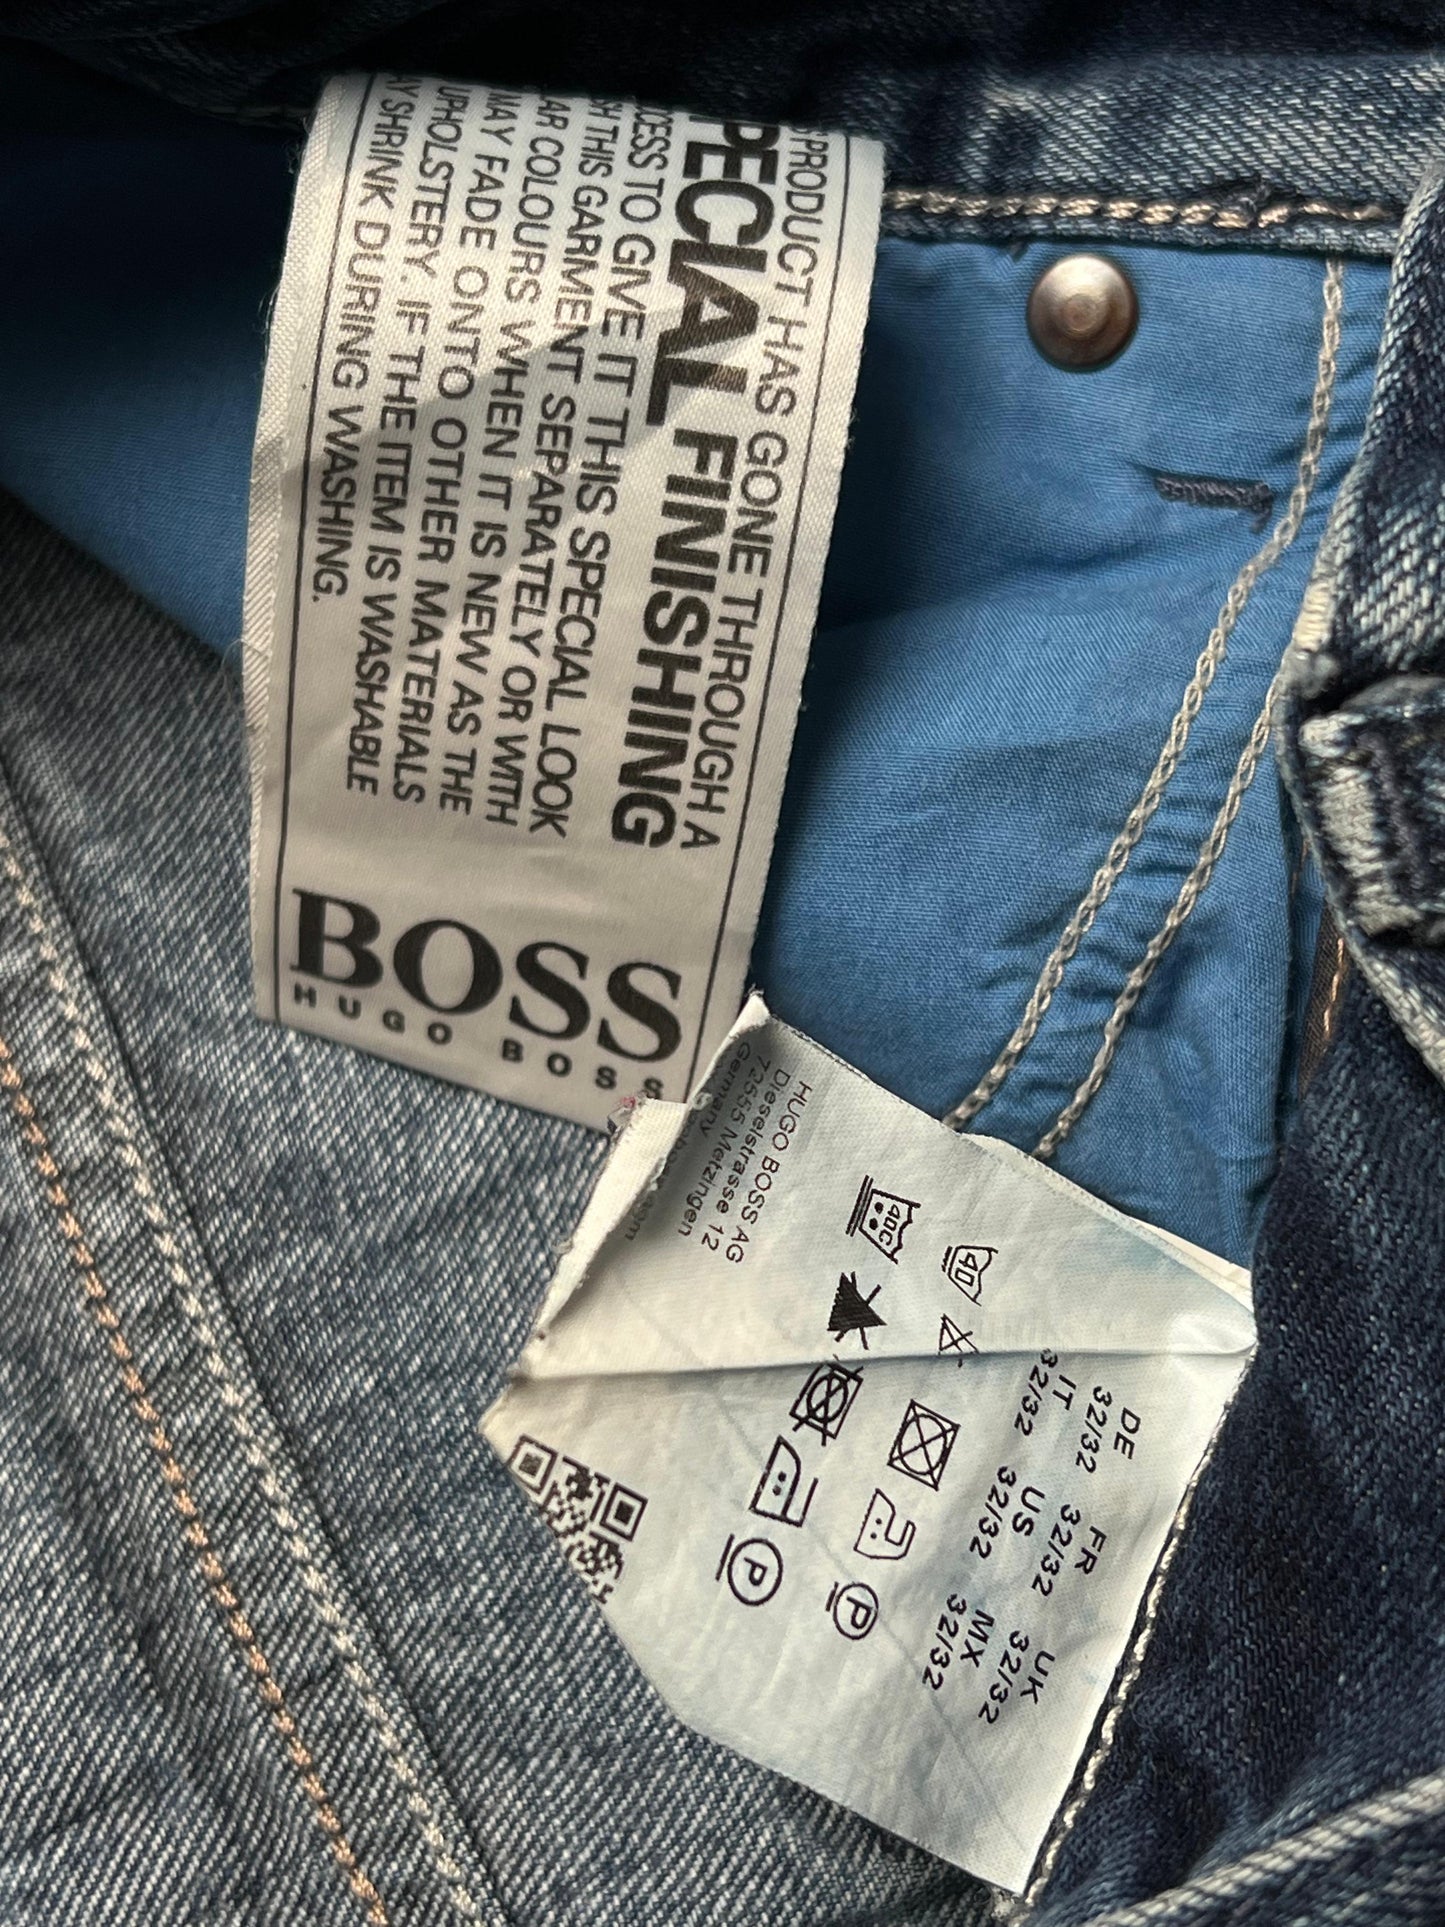 PRODUCT HAS GONE THROUGH A
SPECIAL FINISHING
TO GIVE IT THIS SPECIAL LOOK
THIS GARMENT SEPARATELY OR WITH
COLOURS WHEN IT IS NEW AS THE
MAY FADE ONTO OTHER MATERIALS
UPHOLSTERY. IF THE ITEM IS WASHABLE
SHRINK DURING WASHING.
BOSS
HUGO BOSS
HUGO BOSS AG
Dieselstrasse 12
72555 Metzingen
Germany
40C
40
DE FR UK
32/32 32/32 32/32
IT US MX
32/32 32/32 32/32
P
P